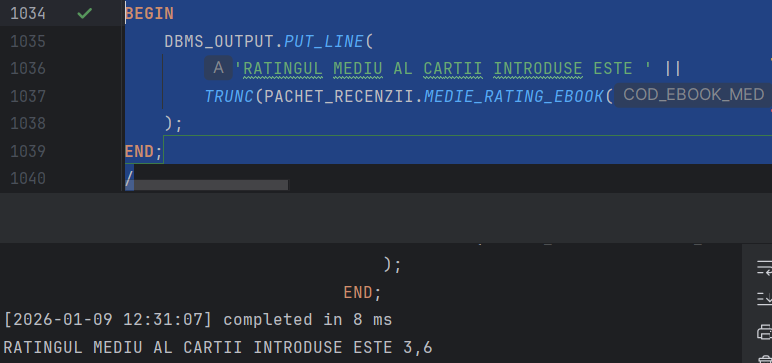 1034 BEGIN
1035 DBMS_OUTPUT.PUT_LINE(
1036 A 'RATINGUL MEDIU AL CARTII INTRODUSE ESTE ' ||
1037 TRUNC(PACHET_RECENZII.MEDIE_RATING_EBOOK( COD_EBOOK_MED
1038 );
1039 END;
1040 /
);
END;
[2026-01-09 12:31:07] completed in 8 ms
RATINGUL MEDIU AL CARTII INTRODUSE ESTE 3,6